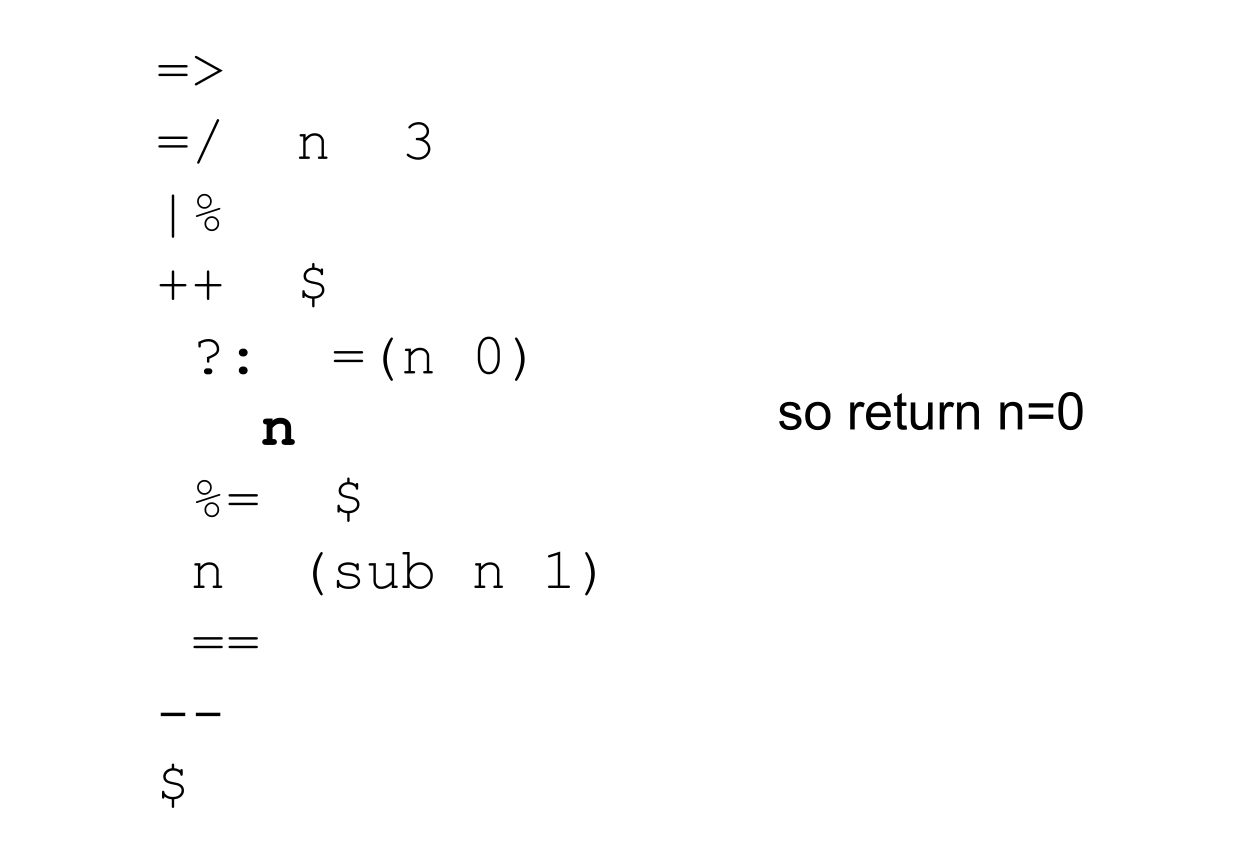 =>
=/  n  3
|%
++  $
 ?:  =(n 0)
   n
so return n=0
 %=  $
 n  (sub n 1)
 ==
--
$